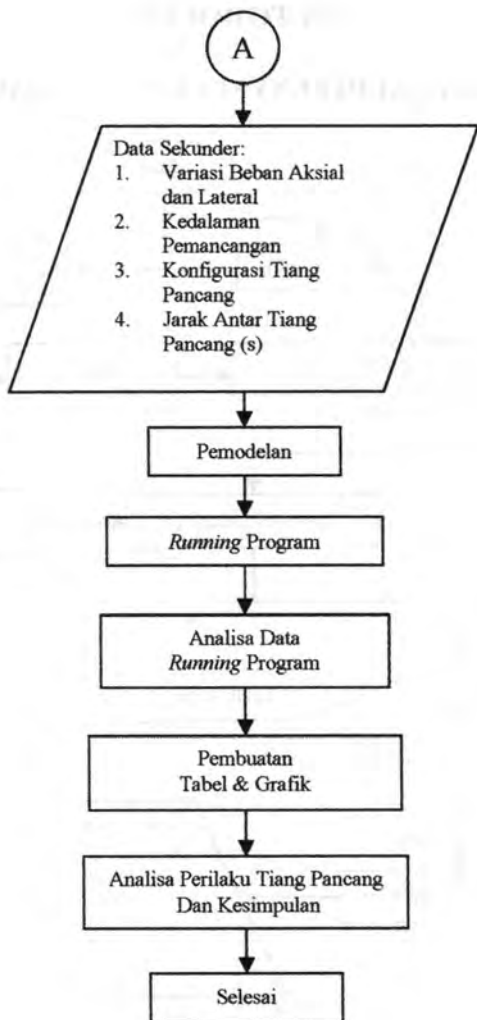 A
Data Sekunder:
1. Variasi Beban Aksial
dan Lateral
2. Kedalaman
Pemancangan
3. Konfigurasi Tiang
Pancang
4. Jarak Antar Tiang
Pancang (s)
Pemodelan
Running Program
Analisa Data
Running Program
Pembuatan
Tabel & Grafik
Analisa Perilaku Tiang Pancang
Dan Kesimpulan
Selesai